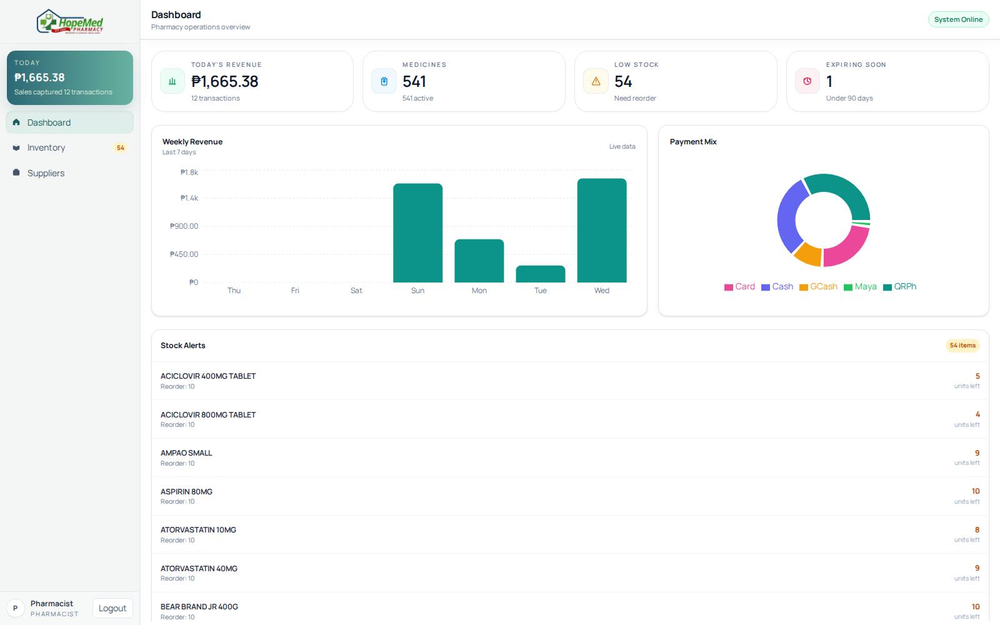 HopeMed
PHARMACY
TODAY
₱1,665.38
Sales captured 12 transactions
Dashboard
Inventory
54
Suppliers
P
Pharmacist
PHARMACIST
Logout
Dashboard
Pharmacy operations overview
System Online
TODAY'S REVENUE
₱1,665.38
12 transactions
MEDICINES
541
541 active
LOW STOCK
54
Need reorder
EXPIRING SOON
1
Under 90 days
Weekly Revenue
Last 7 days
Live data
₱1.8k
₱1.4k
₱900.00
₱450.00
₱0
Thu Fri Sat Sun Mon Tue Wed
Payment Mix
Card Cash GCash Maya QRPh
Stock Alerts
54 items
ACICLOVIR 400MG TABLET
Reorder: 10
5
units left
ACICLOVIR 800MG TABLET
Reorder: 10
4
units left
AMPAO SMALL
Reorder: 10
9
units left
ASPIRIN 80MG
Reorder: 10
10
units left
ATORVASTATIN 10MG
Reorder: 10
8
units left
ATORVASTATIN 40MG
Reorder: 10
9
units left
BEAR BRAND JR 400G
Reorder: 10
10
units left